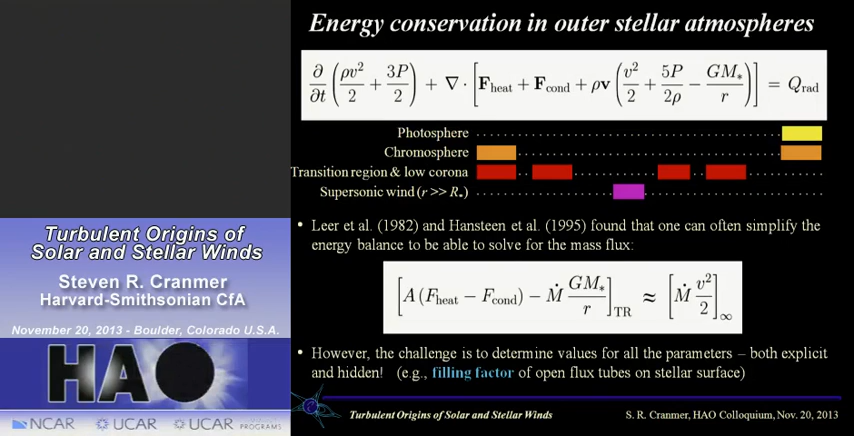 Energy conservation in outer stellar atmospheres
∂/∂t (ρv²/2 + 3P/2) + ∇ · [F_heat + F_cond + ρv (v²/2 + 5P/2ρ − GM_*/r)] = Q_rad
Photosphere
Chromosphere
Transition region & low corona
Supersonic wind (r >> R*)
• Leer et al. (1982) and Hansteen et al. (1995) found that one can often simplify the
energy balance to be able to solve for the mass flux:
[A (F_heat − F_cond) − Ṁ GM_*/r]_TR ≈ [Ṁ v²/2]_∞
• However, the challenge is to determine values for all the parameters – both explicit
and hidden! (e.g., filling factor of open flux tubes on stellar surface)
Turbulent Origins of Solar and Stellar Winds
S. R. Cranmer, HAO Colloquium, Nov. 20, 2013
Turbulent Origins of
Solar and Stellar Winds
Steven R. Cranmer
Harvard-Smithsonian CfA
November 20, 2013 - Boulder, Colorado U.S.A.
HAO
NCAR
UCAR
UCAR
PROGRAMS